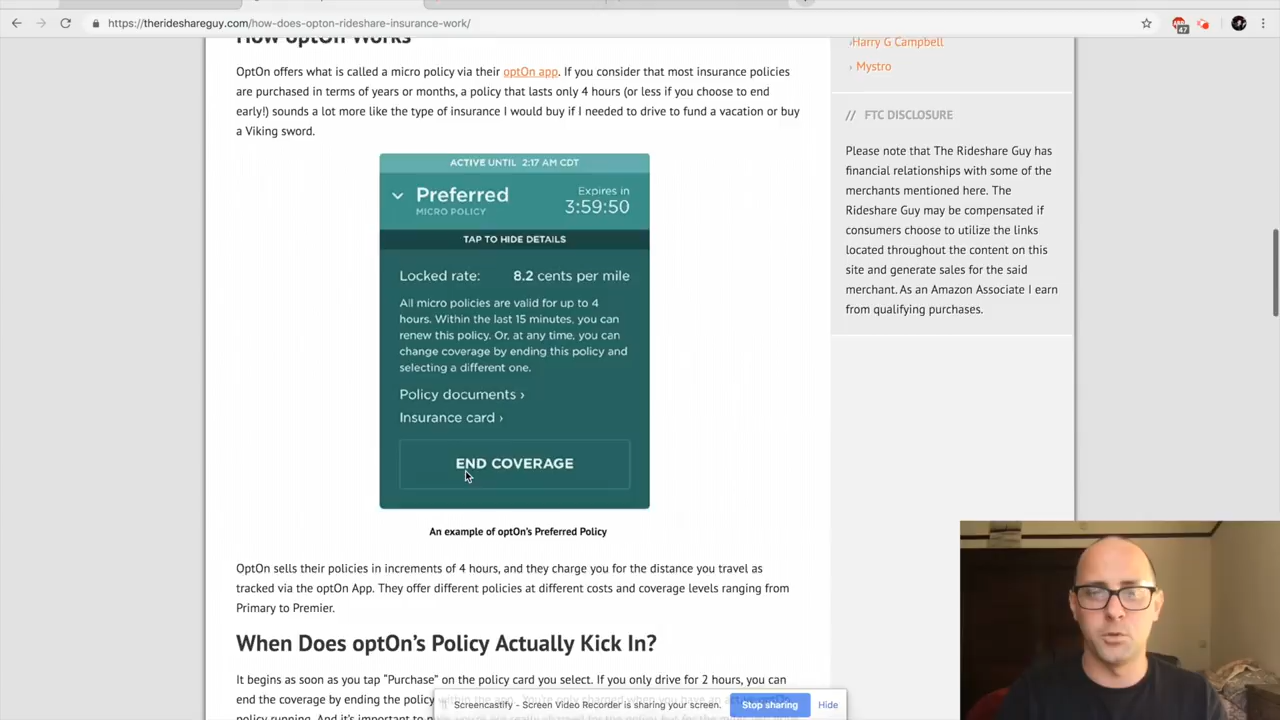 https://therideshareguy.com/how-does-opton-rideshare-insurance-work/
47
How optOn Works
OptOn offers what is called a micro policy via their optOn app. If you consider that most insurance policies
are purchased in terms of years or months, a policy that lasts only 4 hours (or less if you choose to end
early!) sounds a lot more like the type of insurance I would buy if I needed to drive to fund a vacation or buy
a Viking sword.
ACTIVE UNTIL 2:17 AM CDT
Preferred
MICRO POLICY
Expires in
3:59:50
TAP TO HIDE DETAILS
Locked rate: 8.2 cents per mile
All micro policies are valid for up to 4
hours. Within the last 15 minutes, you can
renew this policy. Or, at any time, you can
change coverage by ending this policy and
selecting a different one.
Policy documents ›
Insurance card ›
END COVERAGE
An example of optOn's Preferred Policy
OptOn sells their policies in increments of 4 hours, and they charge you for the distance you travel as
tracked via the optOn App. They offer different policies at different costs and coverage levels ranging from
Primary to Premier.
When Does optOn's Policy Actually Kick In?
It begins as soon as you tap “Purchase” on the policy card you select. If you only drive for 2 hours, you can
end the coverage by ending the policy
›Harry G Campbell
› Mystro
// FTC DISCLOSURE
Please note that The Rideshare Guy has
financial relationships with some of the
merchants mentioned here. The
Rideshare Guy may be compensated if
consumers choose to utilize the links
located throughout the content on this
site and generate sales for the said
merchant. As an Amazon Associate I earn
from qualifying purchases.
Screencastify - Screen Video Recorder is sharing your screen.
Stop sharing
Hide